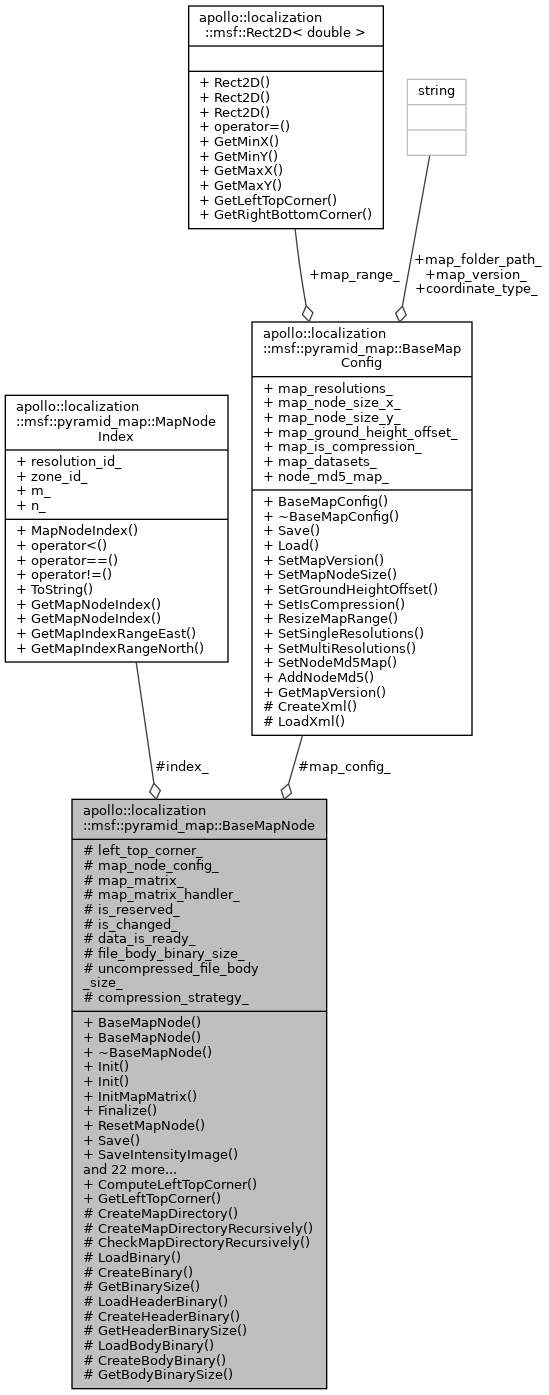 apollo::localization
::msf::Rect2D< double >
+ Rect2D()
+ Rect2D()
+ Rect2D()
+ operator=()
+ GetMinX()
+ GetMinY()
+ GetMaxX()
+ GetMaxY()
+ GetLeftTopCorner()
+ GetRightBottomCorner()
string
+map_range_
+map_folder_path_
+map_version_
+coordinate_type_
apollo::localization
::msf::pyramid_map::BaseMap
Config
+ map_resolutions_
+ map_node_size_x_
+ map_node_size_y_
+ map_ground_height_offset_
+ map_is_compression_
+ map_datasets_
+ node_md5_map_
+ BaseMapConfig()
+ ~BaseMapConfig()
+ Save()
+ Load()
+ SetMapVersion()
+ SetMapNodeSize()
+ SetGroundHeightOffset()
+ SetIsCompression()
+ ResizeMapRange()
+ SetSingleResolutions()
+ SetMultiResolutions()
+ SetNodeMd5Map()
+ AddNodeMd5()
+ GetMapVersion()
# CreateXml()
# LoadXml()
apollo::localization
::msf::pyramid_map::MapNode
Index
+ resolution_id_
+ zone_id_
+ m_
+ n_
+ MapNodeIndex()
+ operator<()
+ operator==()
+ operator!=()
+ ToString()
+ GetMapNodeIndex()
+ GetMapNodeIndex()
+ GetMapIndexRangeEast()
+ GetMapIndexRangeNorth()
#index_
#map_config_
apollo::localization
::msf::pyramid_map::BaseMapNode
# left_top_corner_
# map_node_config_
# map_matrix_
# map_matrix_handler_
# is_reserved_
# is_changed_
# data_is_ready_
# file_body_binary_size_
# uncompressed_file_body
_size_
# compression_strategy_
+ BaseMapNode()
+ BaseMapNode()
+ ~BaseMapNode()
+ Init()
+ Init()
+ InitMapMatrix()
+ Finalize()
+ ResetMapNode()
+ Save()
+ SaveIntensityImage()
and 22 more...
+ ComputeLeftTopCorner()
+ GetLeftTopCorner()
# CreateMapDirectory()
# CreateMapDirectoryRecursively()
# CheckMapDirectoryRecursively()
# LoadBinary()
# CreateBinary()
# GetBinarySize()
# LoadHeaderBinary()
# CreateHeaderBinary()
# GetHeaderBinarySize()
# LoadBodyBinary()
# CreateBodyBinary()
# GetBodyBinarySize()